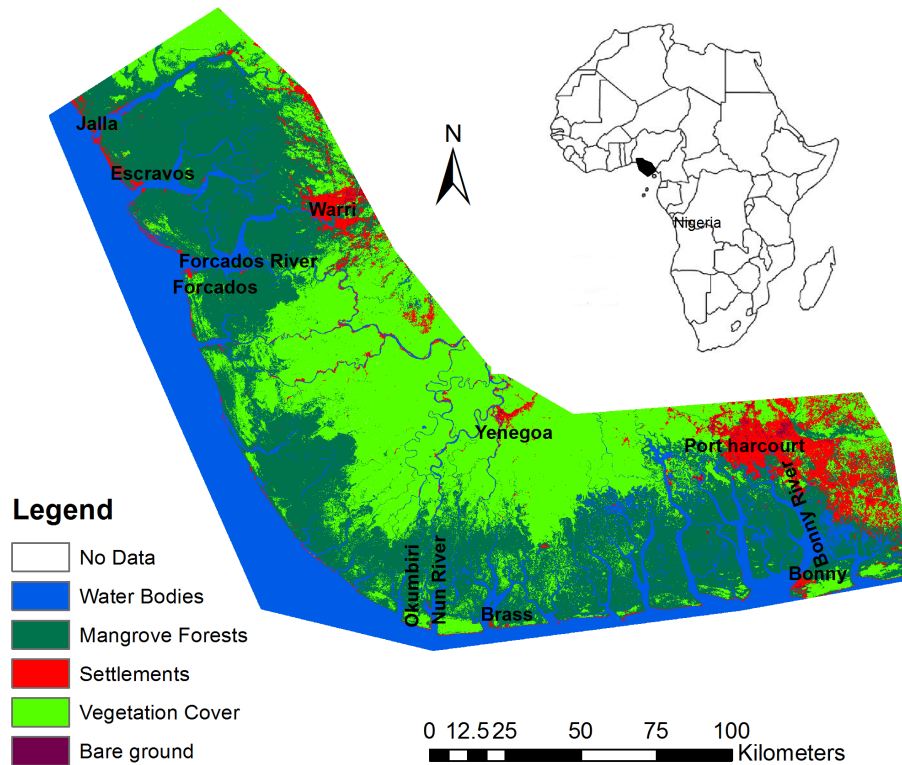 N
Nigeria
Jalla
Escravos
Warri
Forcados River
Forcados
Yenegoa
Port harcourt
Bonny River
Bonny
Okumbiri
Nun River
Brass
Legend
No Data
Water Bodies
Mangrove Forests
Settlements
Vegetation Cover
Bare ground
0 12.5 25 50 75 100
Kilometers